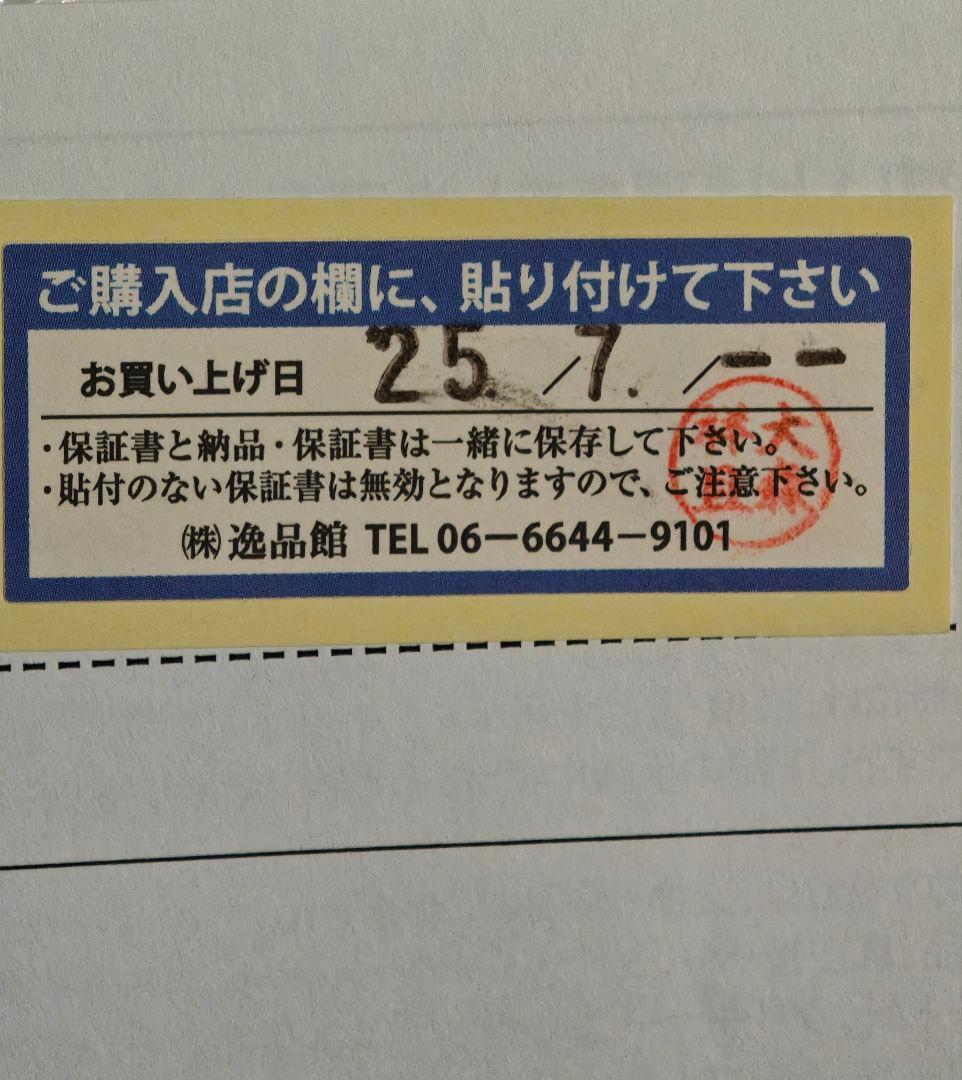 ご購入店の欄に、貼り付けて下さい
お買い上げ日 25. /7. /--
・保証書と納品・保証書は一緒に保存して下さい。
・貼付のない保証書は無効となりますので、ご注意下さい。
㈱逸品館 TEL 06-6644-9101